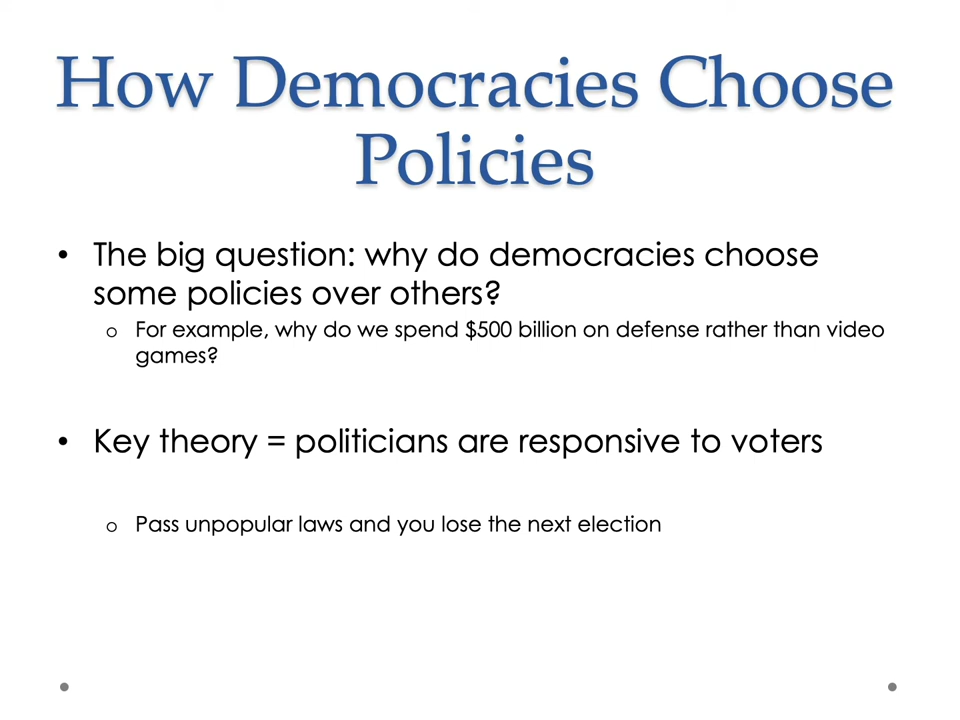 How Democracies Choose
Policies
• The big question: why do democracies choose
some policies over others?
o For example, why do we spend $500 billion on defense rather than video
games?
• Key theory = politicians are responsive to voters
o Pass unpopular laws and you lose the next election